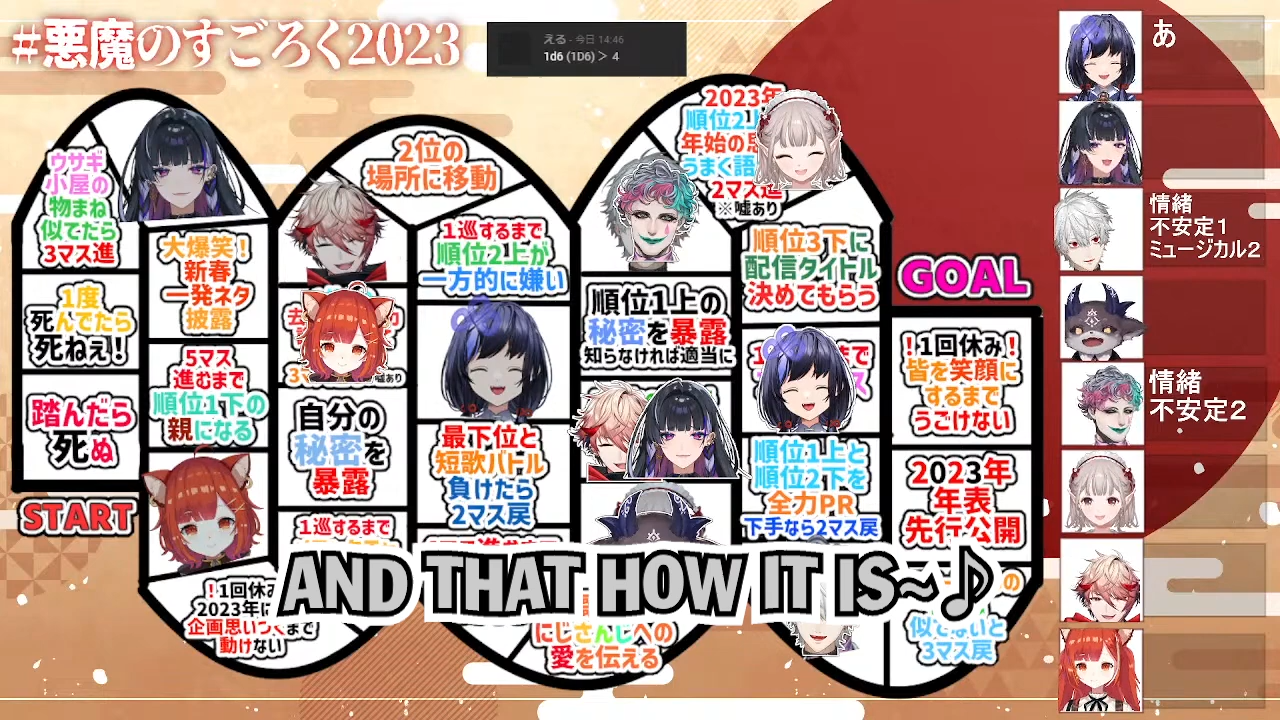 #悪魔のすごろく2023
える - 今日 14:46
1d6 (1D6) > 4
ウサギ
小屋の
物まね
似てたら
3マス進
1度
死んでたら
死ねぇ!
踏んだら
死ぬ
START
大爆笑!
新春
一発ネタ
披露
5マス
進むまで
順位1下の
親になる
!1回休み
2023年に
企画思いつくまで
動けない
2位の
場所に移動
自分の
秘密を
暴露
1巡するまで
1巡するまで
順位2上が
一方的に嫌い
最下位と
短歌バトル
負けたら
2マス戻
にじさんじへの
愛を伝える
2023年
順位2上
年始の
うまく語
2マス進
※嘘あり
順位1上の
秘密を暴露
知らなければ適当に
順位3下に
配信タイトル
決めてもらう
順位1上と
順位2下を
全力PR
下手なら2マス戻
GOAL
!1回休み!
皆を笑顔に
するまで
うごけない
2023年
年表
先行公開
の
似てないと
3マス戻
AND THAT HOW IT IS~♪
あ
情緒
不安定1
ミュージカル2
情緒
不安定2